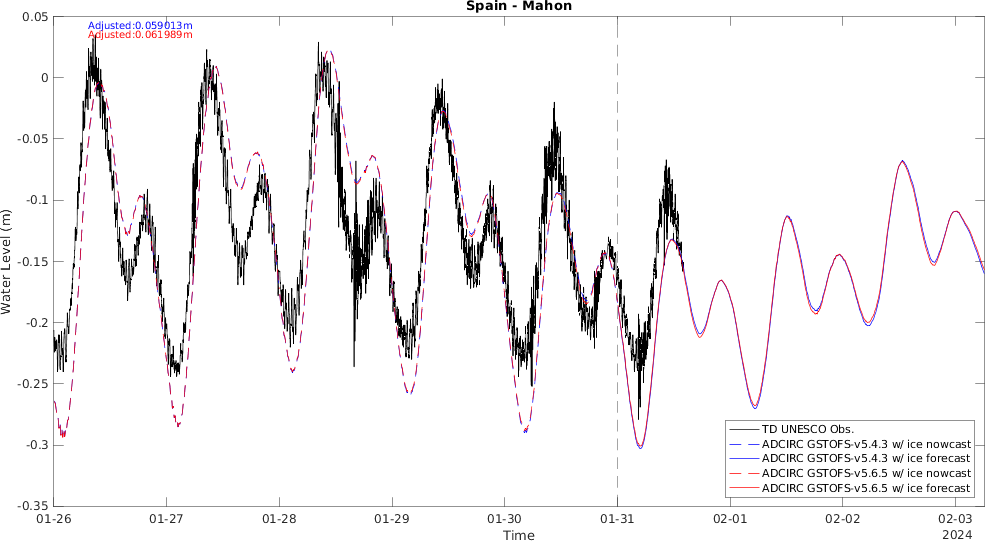 Spain - Mahon
0.05
Adjusted:0.059013m
Adjusted:0.061989m
0
-0.05
-0.1
-0.15
-0.2
-0.25
-0.3
-0.35
Water Level (m)
TD UNESCO Obs.
ADCIRC GSTOFS-v5.4.3 w/ ice nowcast
ADCIRC GSTOFS-v5.4.3 w/ ice forecast
ADCIRC GSTOFS-v5.6.5 w/ ice nowcast
ADCIRC GSTOFS-v5.6.5 w/ ice forecast
01-26 01-27 01-28 01-29 01-30 01-31 02-01 02-02 02-03
Time
2024